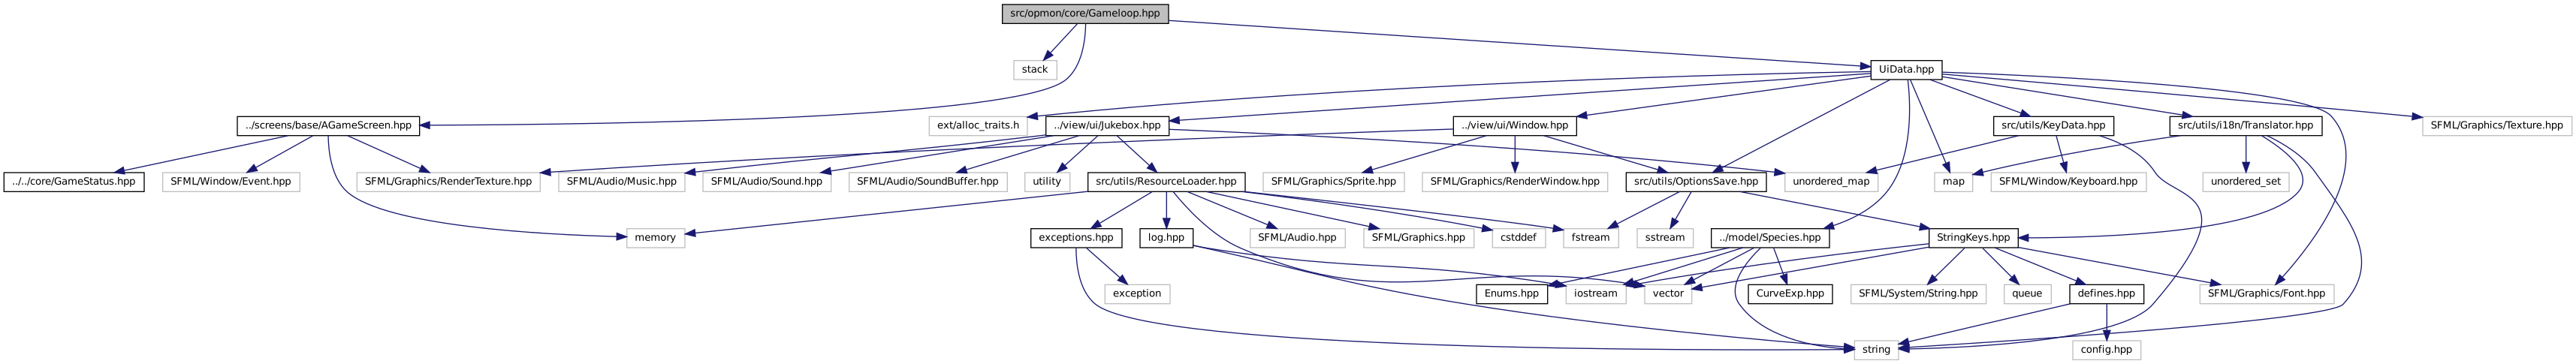 src/opmon/core/Gameloop.hpp
stack
UiData.hpp
../screens/base/AGameScreen.hpp
ext/alloc_traits.h
../view/ui/Jukebox.hpp
../view/ui/Window.hpp
src/utils/KeyData.hpp
src/utils/i18n/Translator.hpp
SFML/Graphics/Texture.hpp
../../core/GameStatus.hpp
SFML/Window/Event.hpp
SFML/Graphics/RenderTexture.hpp
SFML/Audio/Music.hpp
SFML/Audio/Sound.hpp
SFML/Audio/SoundBuffer.hpp
utility
src/utils/ResourceLoader.hpp
SFML/Graphics/Sprite.hpp
SFML/Graphics/RenderWindow.hpp
src/utils/OptionsSave.hpp
unordered_map
map
SFML/Window/Keyboard.hpp
unordered_set
memory
exceptions.hpp
log.hpp
SFML/Audio.hpp
SFML/Graphics.hpp
cstddef
fstream
sstream
../model/Species.hpp
StringKeys.hpp
exception
Enums.hpp
iostream
vector
CurveExp.hpp
SFML/System/String.hpp
queue
defines.hpp
SFML/Graphics/Font.hpp
string
config.hpp